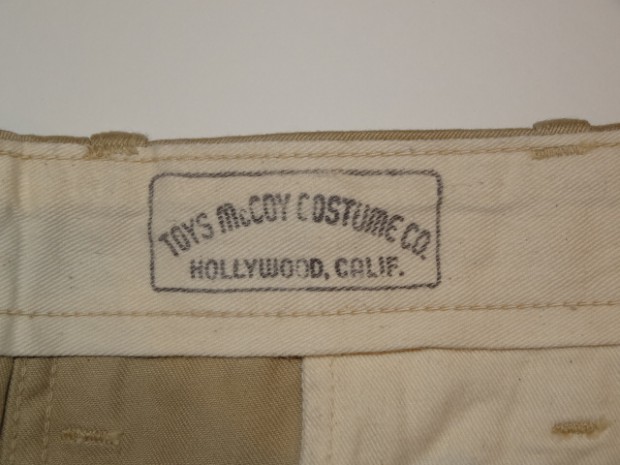 TOYS McCOY COSTUME CO.
HOLLYWOOD, CALIF.